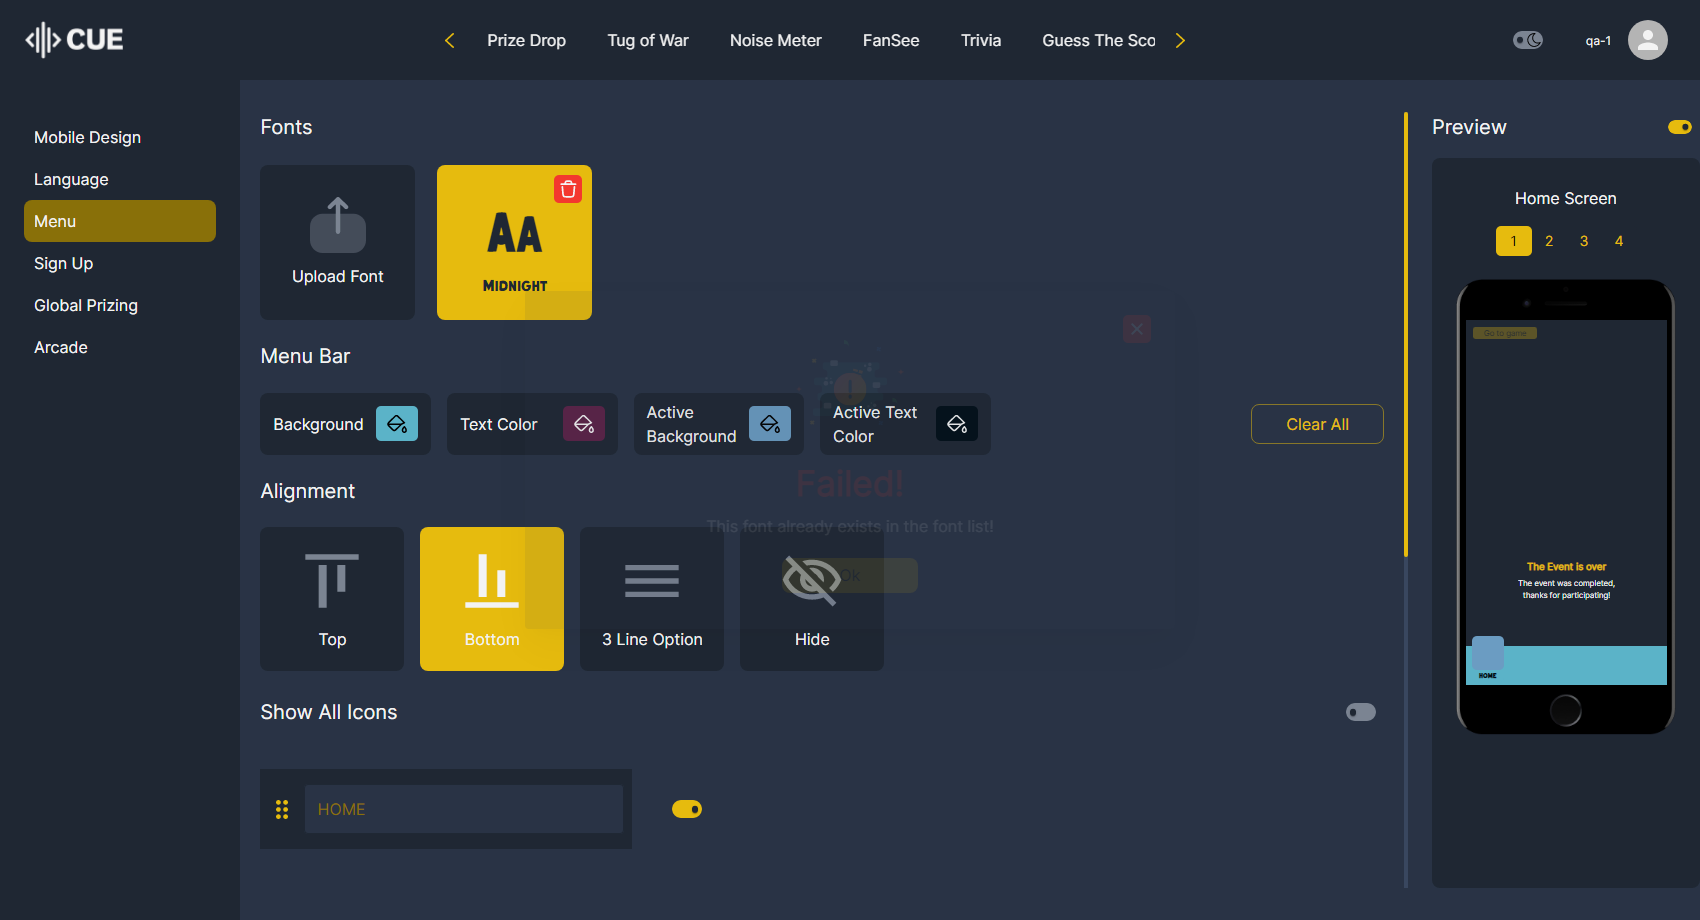 CUE
Prize Drop
Tug of War
Noise Meter
FanSee
Trivia
Guess The Sco
qa-1
Mobile Design
Language
Menu
Sign Up
Global Prizing
Arcade
Fonts
Upload Font
AA
MIDNIGHT
Menu Bar
Background
Text Color
Active
Background
Active Text
Color
Clear All
Failed!
This font already exists in the font list!
Ok
Alignment
Top
Bottom
3 Line Option
Hide
Show All Icons
HOME
Preview
Home Screen
1 2 3 4
Go to game
The Event is over
The event was completed,
thanks for participating!
HOME